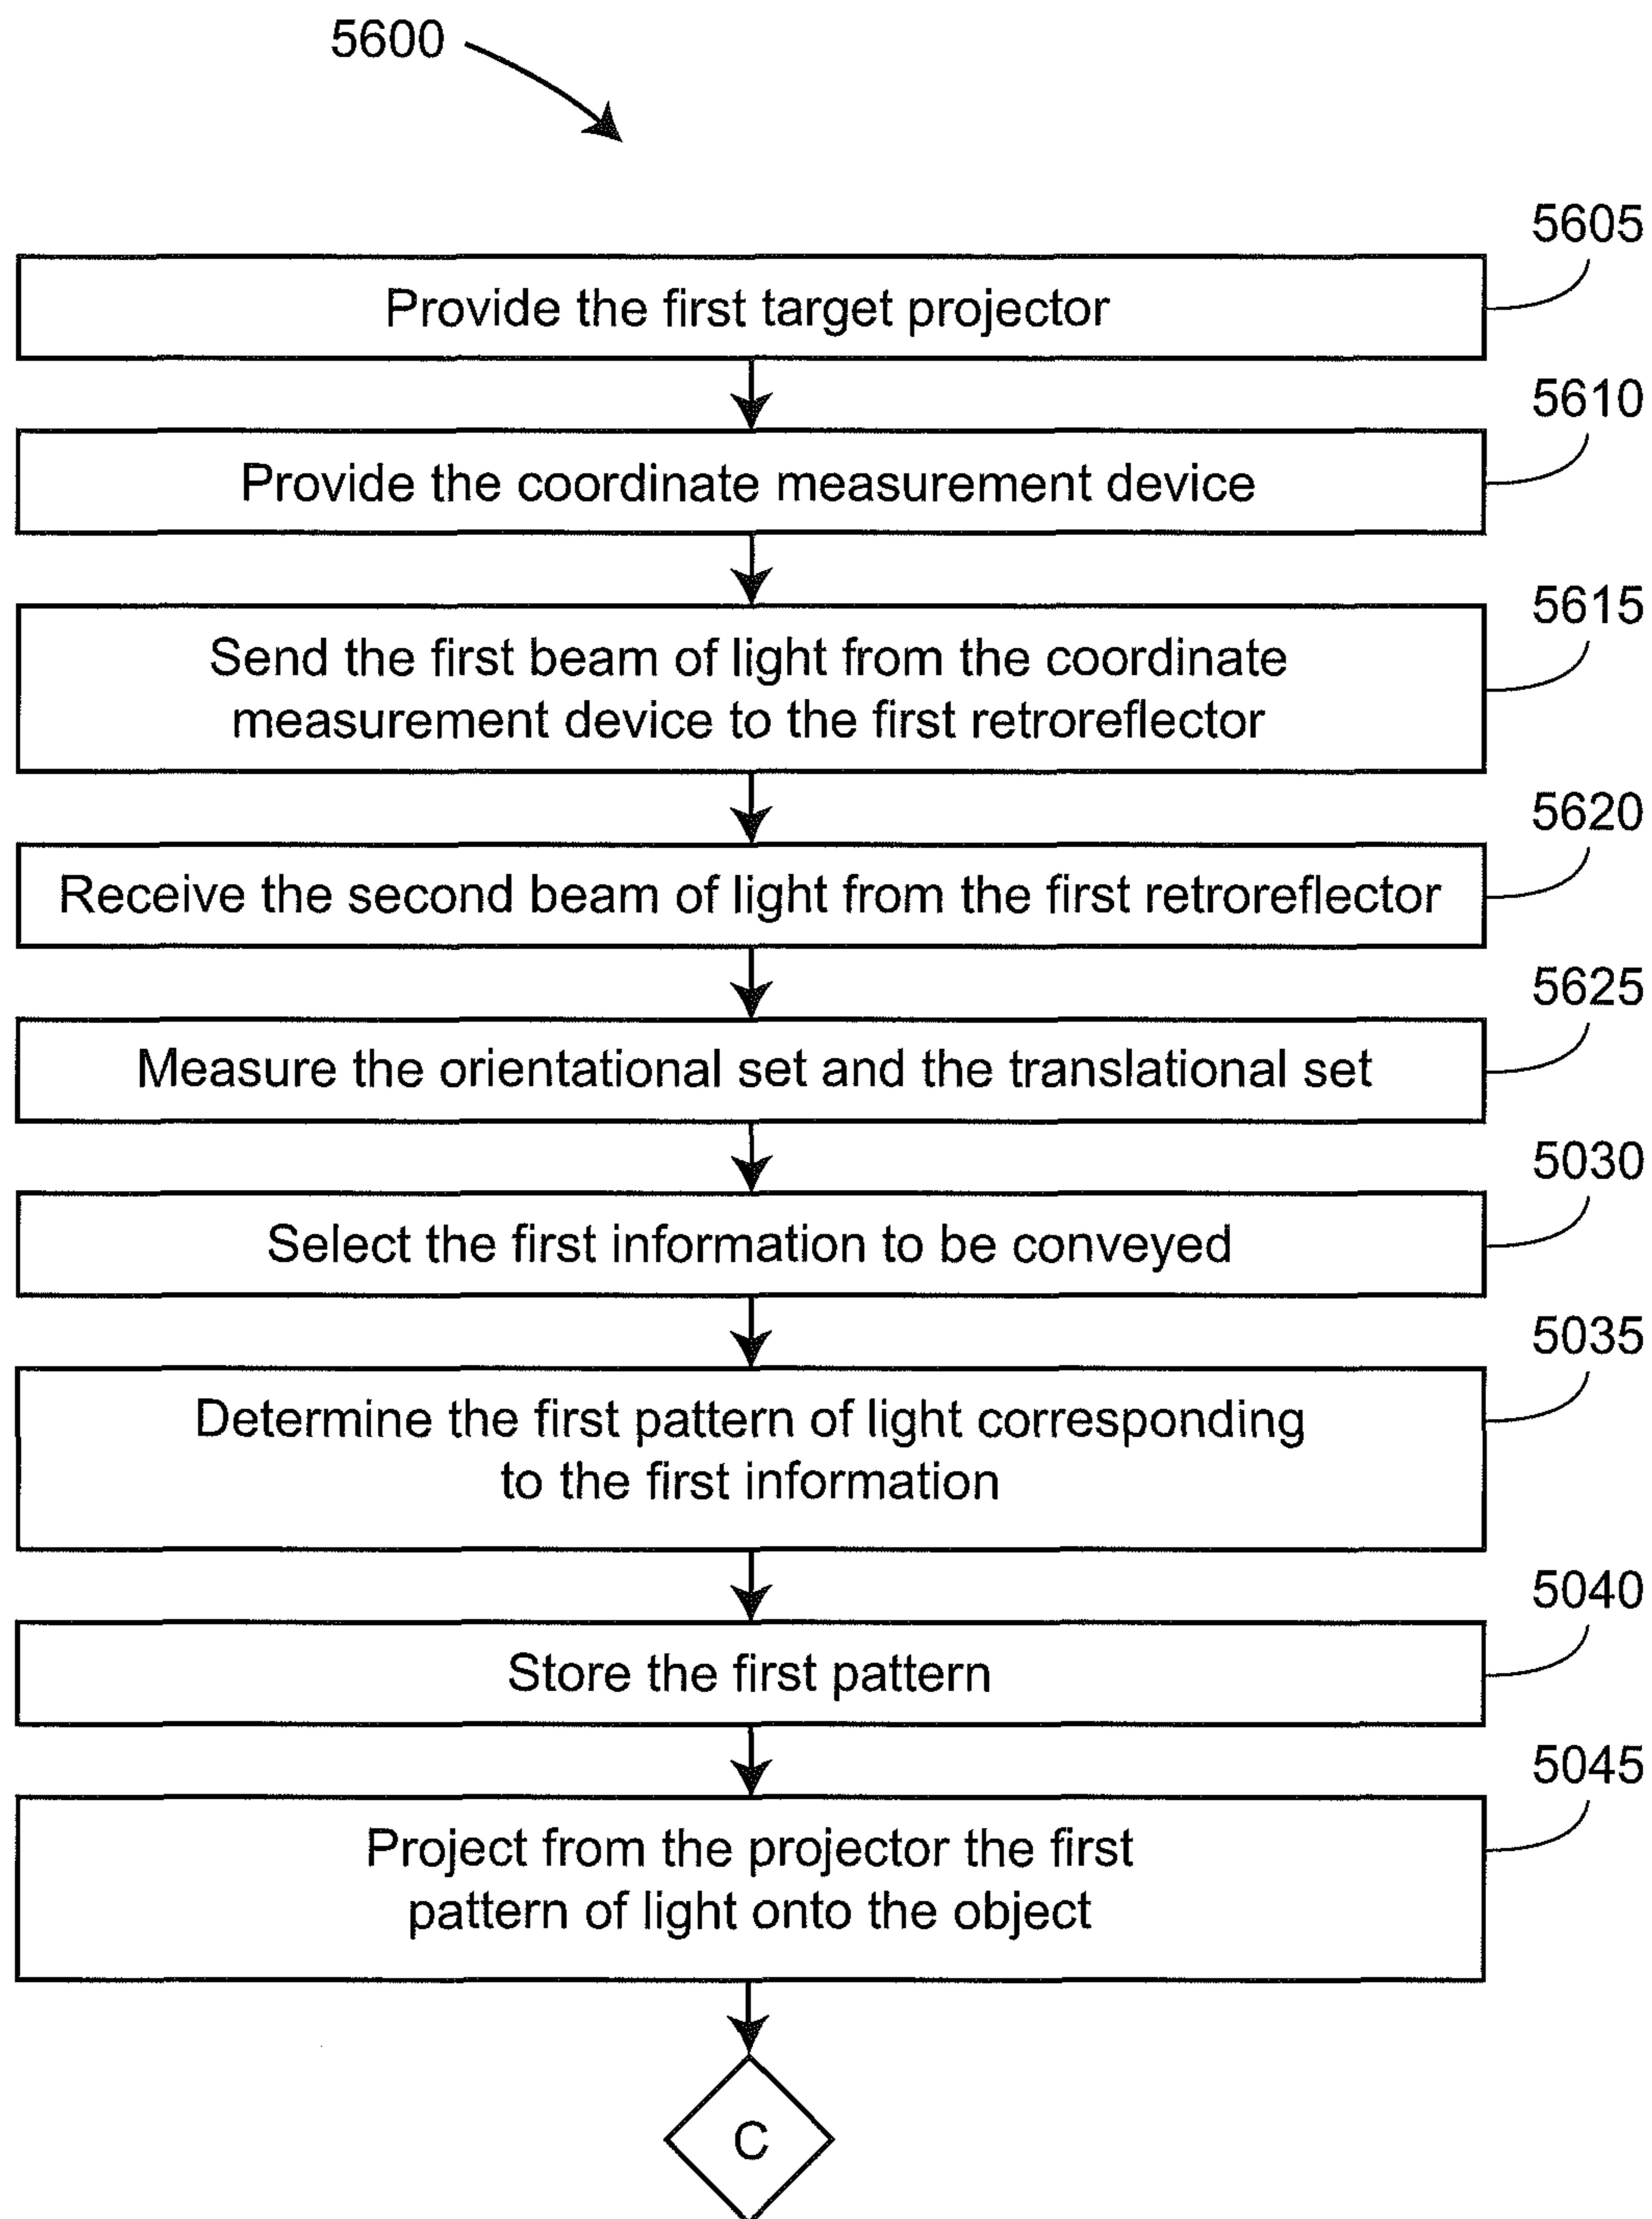 5600
5605
Provide the first target projector
5610
Provide the coordinate measurement device
5615
Send the first beam of light from the coordinate
measurement device to the first retroreflector
5620
Receive the second beam of light from the first retroreflector
5625
Measure the orientational set and the translational set
5030
Select the first information to be conveyed
5035
Determine the first pattern of light corresponding
to the first information
5040
Store the first pattern
5045
Project from the projector the first
pattern of light onto the object
C